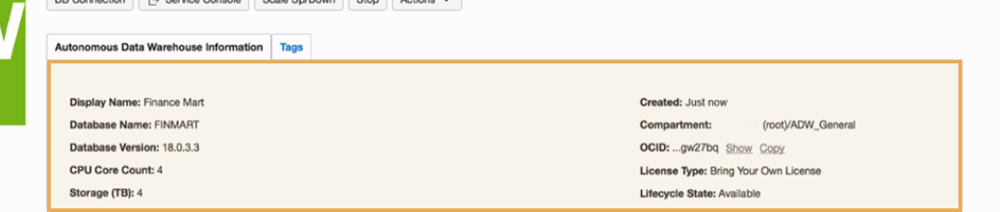 DB Connection Service Console Scale Up/Down Stop Actions
Autonomous Data Warehouse Information Tags
Display Name: Finance Mart
Database Name: FINMART
Database Version: 18.0.3.3
CPU Core Count: 4
Storage (TB): 4
Created: Just now
Compartment: (root)/ADW_General
OCID: ...gw27bq Show Copy
License Type: Bring Your Own License
Lifecycle State: Available